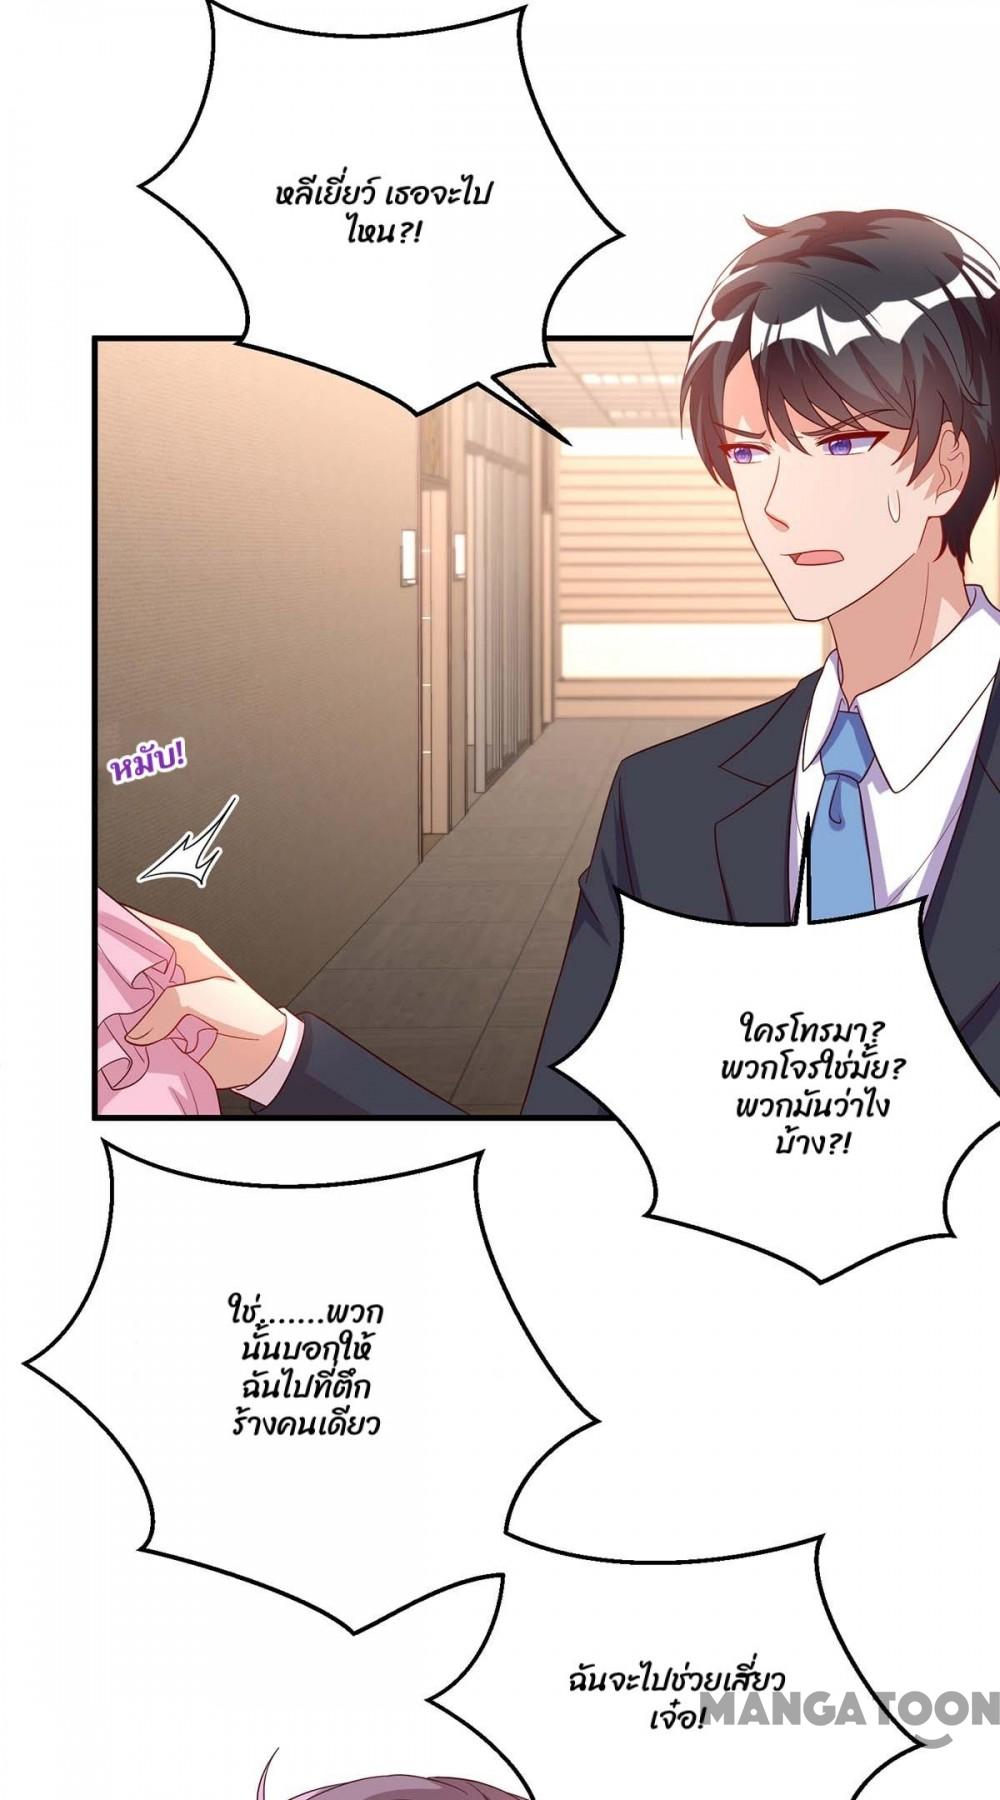 หลีเยี่ยว์ เธอจะไป
ไหน?!
หมับ!
ใครโทรมา?
พวกโจรใช่มั้ย?
พวกมันว่าไง
บ้าง?!
ใช่.......พวก
นั้นบอกให้
ฉันไปที่ตึก
ร้างคนเดียว
ฉันจะไปช่วยเสี่ยว
เจ๋อ!
MANGATOON